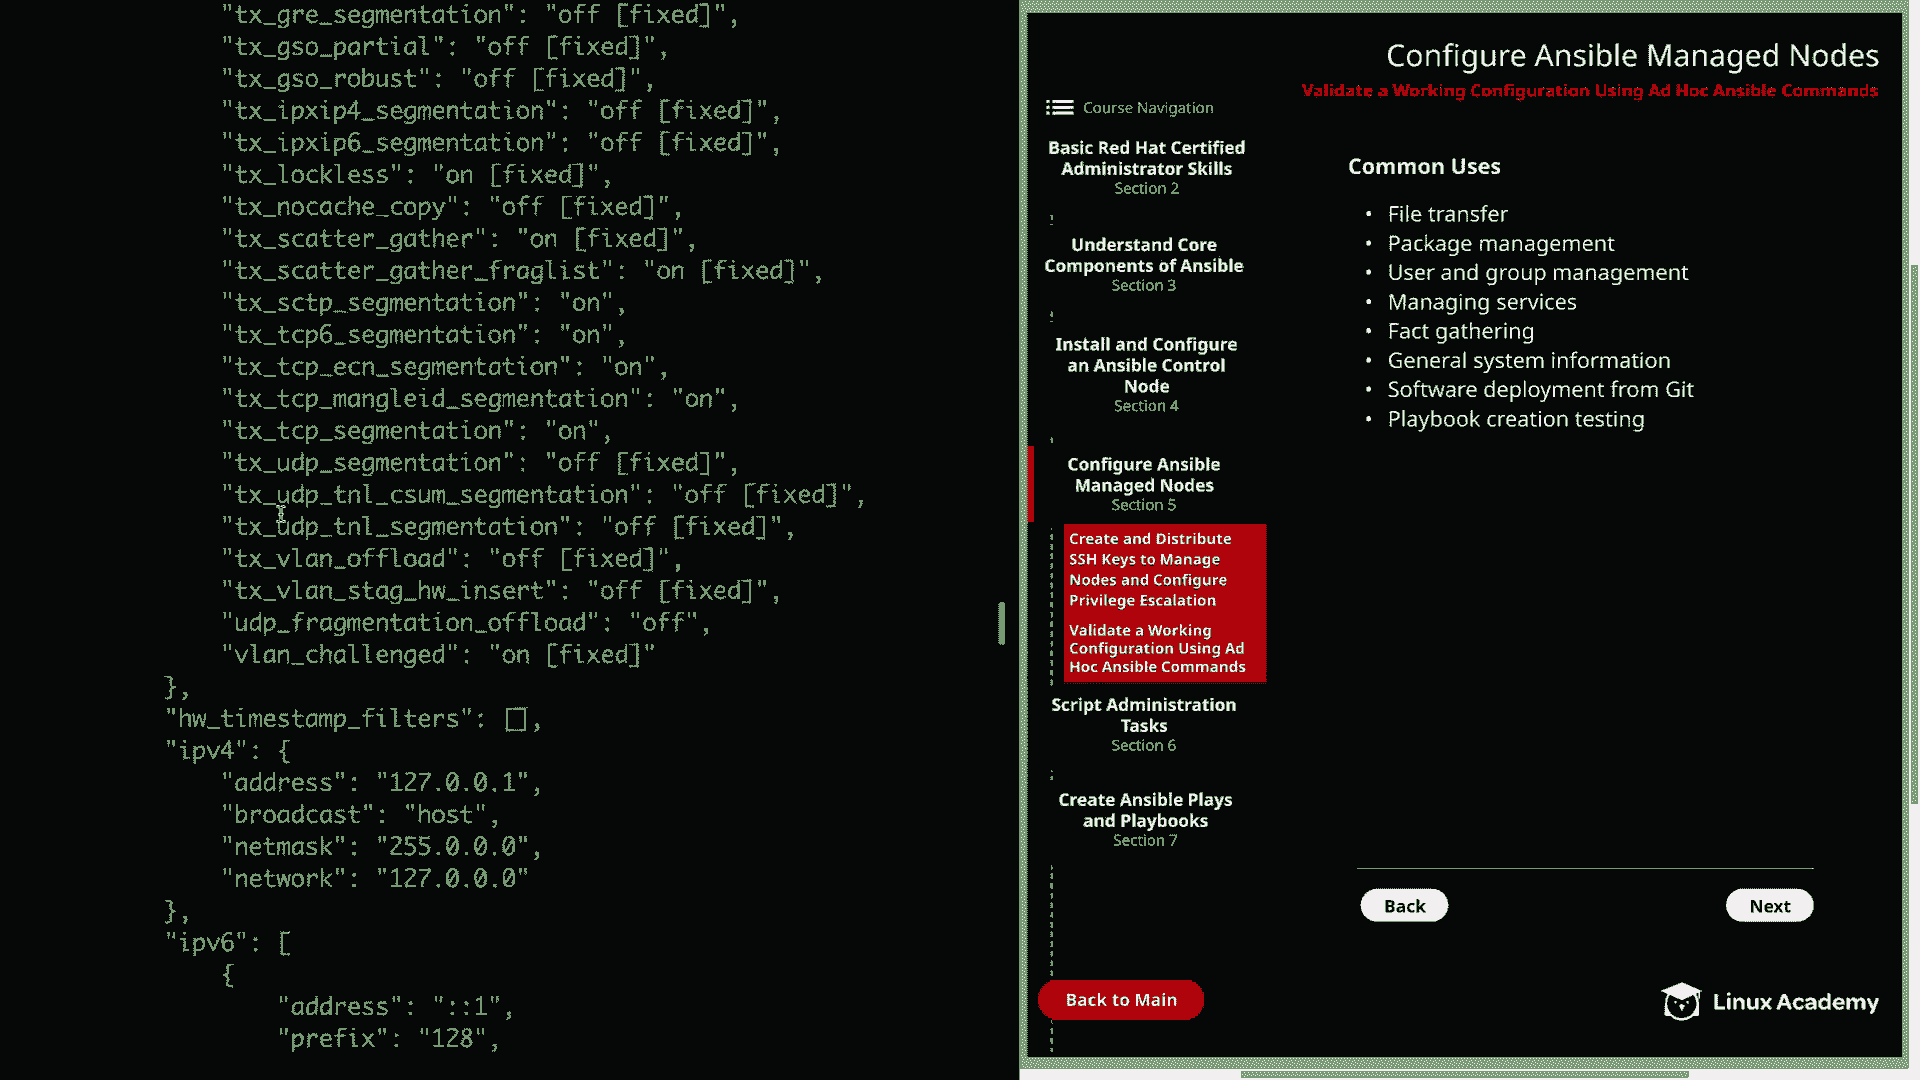 "tx_gre_segmentation": "off [fixed]",
"tx_gso_partial": "off [fixed]",
"tx_gso_robust": "off [fixed]",
"tx_ipxip4_segmentation": "off [fixed]",
"tx_ipxip6_segmentation": "off [fixed]",
"tx_lockless": "on [fixed]",
"tx_nocache_copy": "off [fixed]",
"tx_scatter_gather": "on [fixed]",
"tx_scatter_gather_fraglist": "on [fixed]",
"tx_sctp_segmentation": "on",
"tx_tcp6_segmentation": "on",
"tx_tcp_ecn_segmentation": "on",
"tx_tcp_mangleid_segmentation": "on",
"tx_tcp_segmentation": "on",
"tx_udp_segmentation": "off [fixed]",
"tx_udp_tnl_csum_segmentation": "off [fixed]",
"tx_udp_tnl_segmentation": "off [fixed]",
"tx_vlan_offload": "off [fixed]",
"tx_vlan_stag_hw_insert": "off [fixed]",
"udp_fragmentation_offload": "off",
"vlan_challenged": "on [fixed]"
},
"hw_timestamp_filters": [],
"ipv4": {
"address": "127.0.0.1",
"broadcast": "host",
"netmask": "255.0.0.0",
"network": "127.0.0.0"
},
"ipv6": [
{
"address": "::1",
"prefix": "128",
Configure Ansible Managed Nodes
Validate a Working Configuration Using Ad Hoc Ansible Commands
Course Navigation
Basic Red Hat Certified
Administrator Skills
Section 2
Understand Core
Components of Ansible
Section 3
Install and Configure
an Ansible Control
Node
Section 4
Configure Ansible
Managed Nodes
Section 5
Create and Distribute
SSH Keys to Manage
Nodes and Configure
Privilege Escalation
Validate a Working
Configuration Using Ad
Hoc Ansible Commands
Script Administration
Tasks
Section 6
Create Ansible Plays
and Playbooks
Section 7
Back to Main
Common Uses
• File transfer
• Package management
• User and group management
• Managing services
• Fact gathering
• General system information
• Software deployment from Git
• Playbook creation testing
Back
Next
Linux Academy